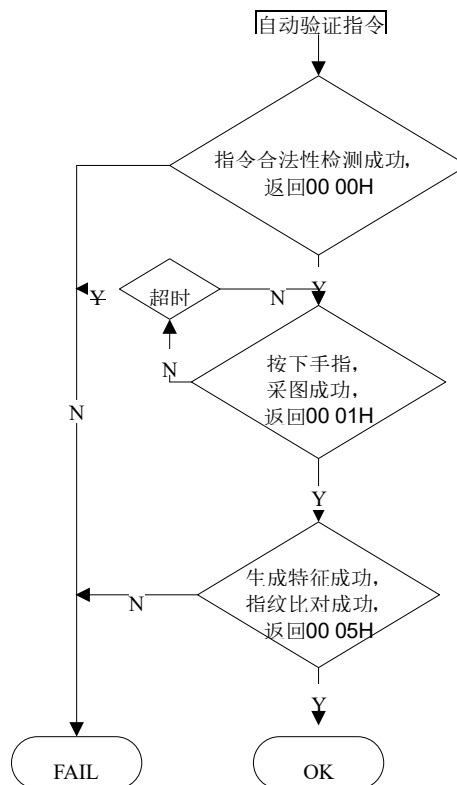 自动验证指令
指令合法性检测成功，
返回00 00H
Y
超时
Y
N
按下手指，
采图成功，
返回00 01H
N
N
Y
生成特征成功，
指纹比对成功，
返回00 05H
N
Y
FAIL
OK